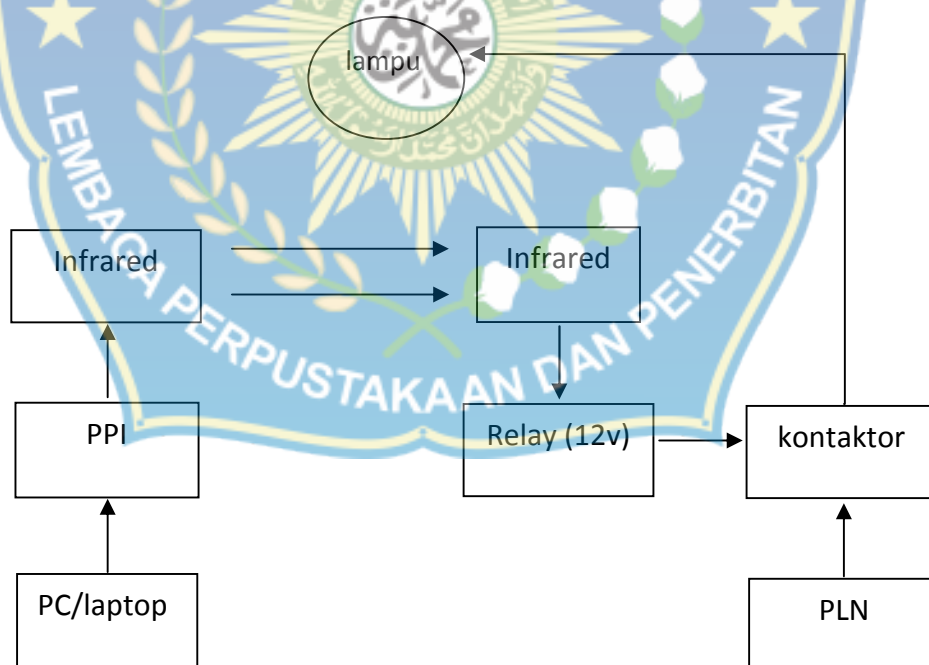 lampu
LEMBAGA PERPUSTAKAAN DAN PENERBITAN
Infrared
Infrared
PPI
Relay (12v)
kontaktor
PC/laptop
PLN